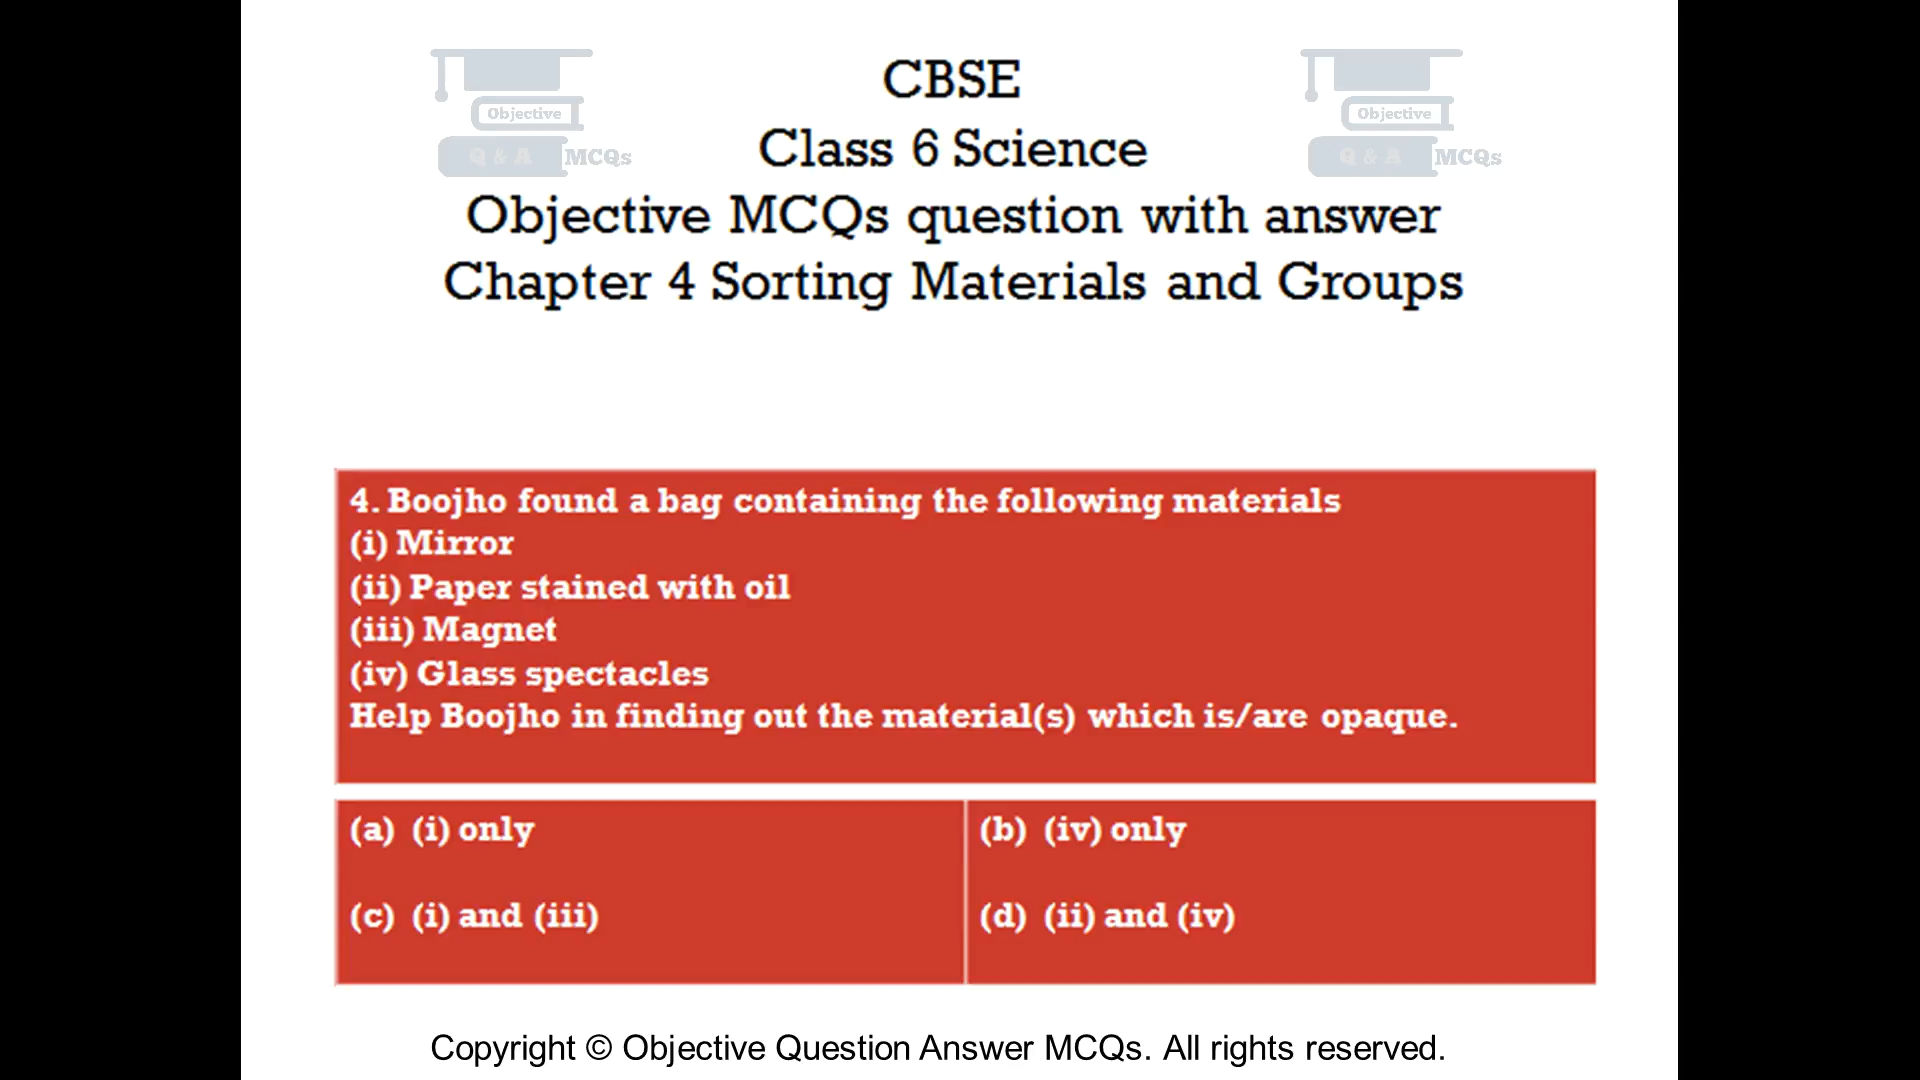 CBSE
Class 6 Science
Objective MCQs question with answer
Chapter 4 Sorting Materials and Groups
Objective
Q & A MCQs
Objective
Q & A MCQs
4. Boojho found a bag containing the following materials
(i) Mirror
(ii) Paper stained with oil
(iii) Magnet
(iv) Glass spectacles
Help Boojho in finding out the material(s) which is/are opaque.
(a) (i) only
(b) (iv) only
(c) (i) and (iii)
(d) (ii) and (iv)
Copyright © Objective Question Answer MCQs. All rights reserved.